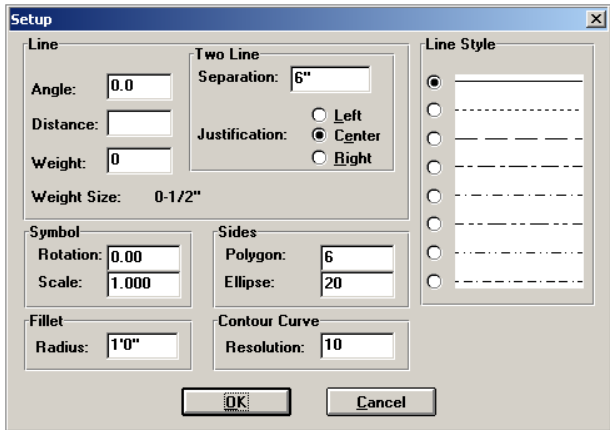 Setup
Line
Angle: 0.0
Distance:
Weight: 0
Weight Size: 0-1/2"
Two Line
Separation: 6"
Justification:
Left
Center
Right
Line Style
Symbol
Rotation: 0.00
Scale: 1.000
Sides
Polygon: 6
Ellipse: 20
Fillet
Radius: 1'0"
Contour Curve
Resolution: 10
OK
Cancel